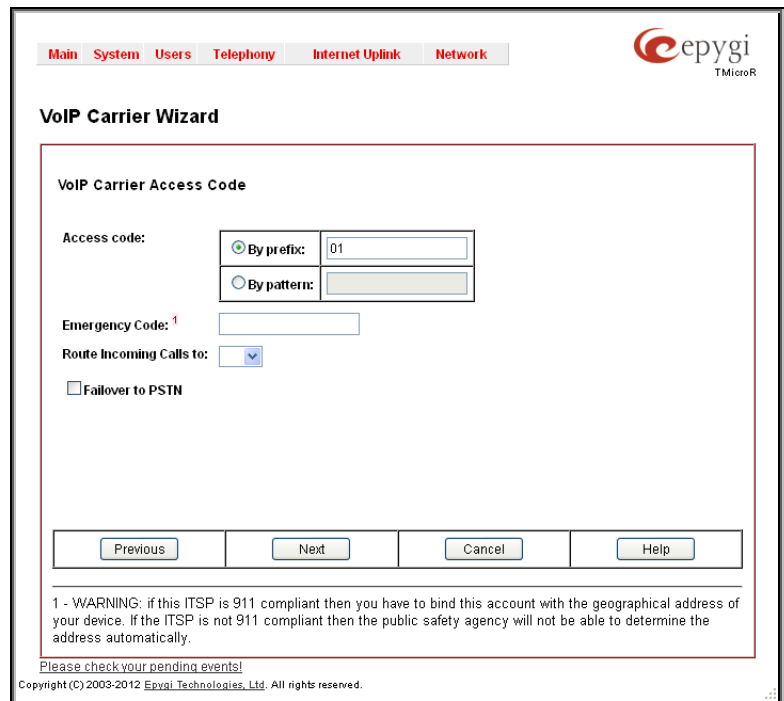 Main System Users Telephony Internet Uplink Network
epygi
TMicroR
VoIP Carrier Wizard
VoIP Carrier Access Code
Access code:
By prefix: 01
By pattern:
Emergency Code: 1
Route Incoming Calls to:
Failover to PSTN
Previous Next Cancel Help
1 - WARNING: if this ITSP is 911 compliant then you have to bind this account with the geographical address of
your device. If the ITSP is not 911 compliant then the public safety agency will not be able to determine the
address automatically.
Please check your pending events!
Copyright (C) 2003-2012 Epygi Technologies, Ltd. All rights reserved.